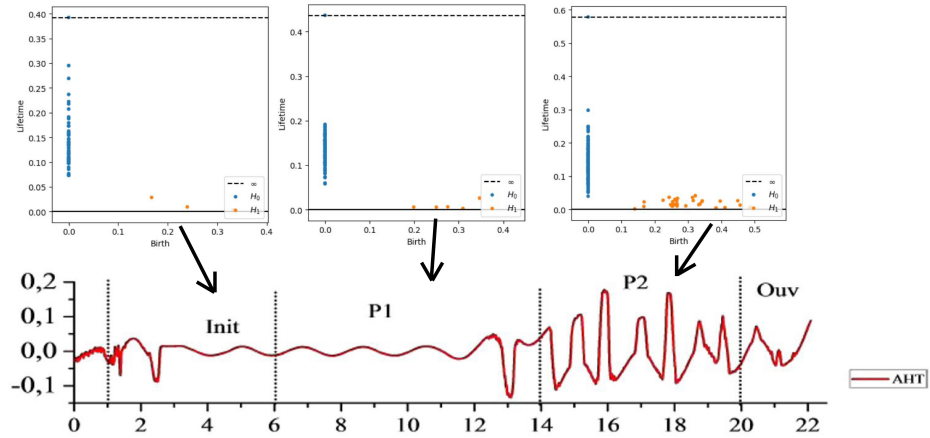 0.40
0.35
0.30
0.25
0.20
0.15
0.10
0.05
0.00
Lifetime
0.0 0.1 0.2 0.3 0.4
Birth
∞
H₀
H₁
0.4
0.3
0.2
0.1
0.0
Lifetime
0.0 0.1 0.2 0.3 0.4
Birth
∞
H₀
H₁
0.6
0.5
0.4
0.3
0.2
0.1
0.0
Lifetime
0.0 0.1 0.2 0.3 0.4 0.5
Birth
∞
H₀
H₁
0,2
0,1
0,0
-0,1
Init
P1
P2
Ouv
0 2 4 6 8 10 12 14 16 18 20 22
AHT